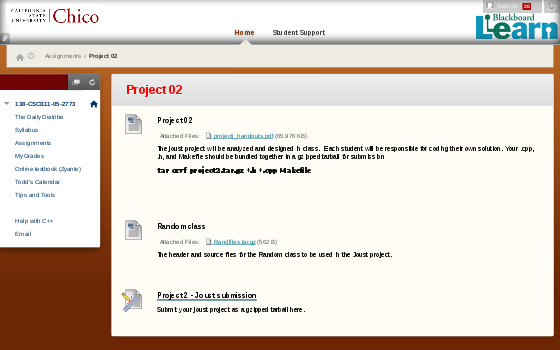 CALIFORNIA
STATE
UNIVERSITY
Chico
26
Blackboard
Learn
Home
Student Support
Assignments
Project 02
Project 02
138-CSCI111-05-2773
The Daily Diatribe
Syllabus
Assignments
My Grades
Online textbook (Zyante)
Todd's Calendar
Tips and Tools
Help with C++
Email
Project 02
Attached Files: projectj_handouts.pdf (65.976 KB)
The joust project will be analyzed and designed in class. Each student will be responsible for coding their own solution. Your .cpp,
.h, and Makefile should be bundled together in a gzipped tarball for submission
tar czvf project2.tar.gz *.h *.cpp Makefile
Random class
Attached Files: Randfiles.tar.gz (562 B)
The header and source files for the Random class to be used in the Joust project.
Project 2 - Joust submission
Submit your joust project as a gzipped tarball here.